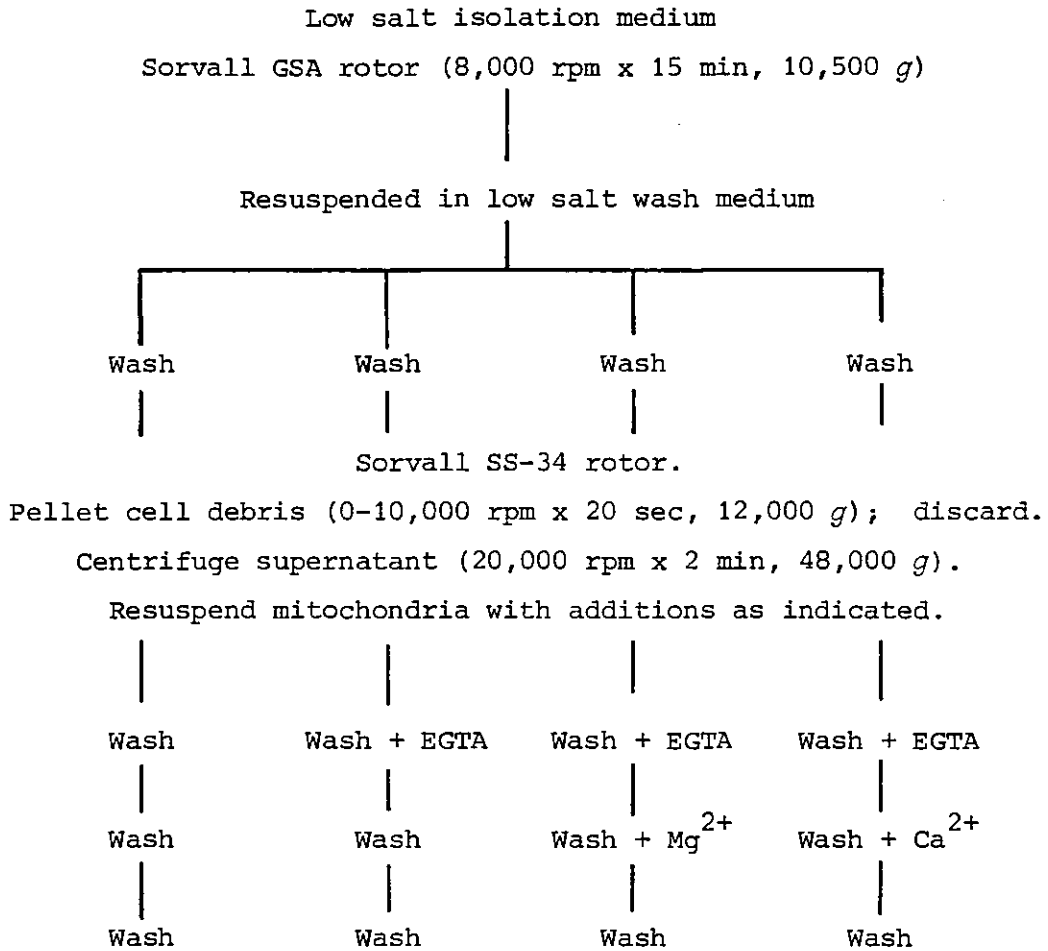 Low salt isolation medium
Sorvall GSA rotor (8,000 rpm x 15 min, 10,500 g)
Resuspended in low salt wash medium
Wash Wash Wash Wash
Sorvall SS-34 rotor.
Pellet cell debris (0-10,000 rpm x 20 sec, 12,000 g); discard.
Centrifuge supernatant (20,000 rpm x 2 min, 48,000 g).
Resuspend mitochondria with additions as indicated.
Wash Wash + EGTA Wash + EGTA Wash + EGTA
Wash Wash Wash + Mg2+ Wash + Ca2+
Wash Wash Wash Wash